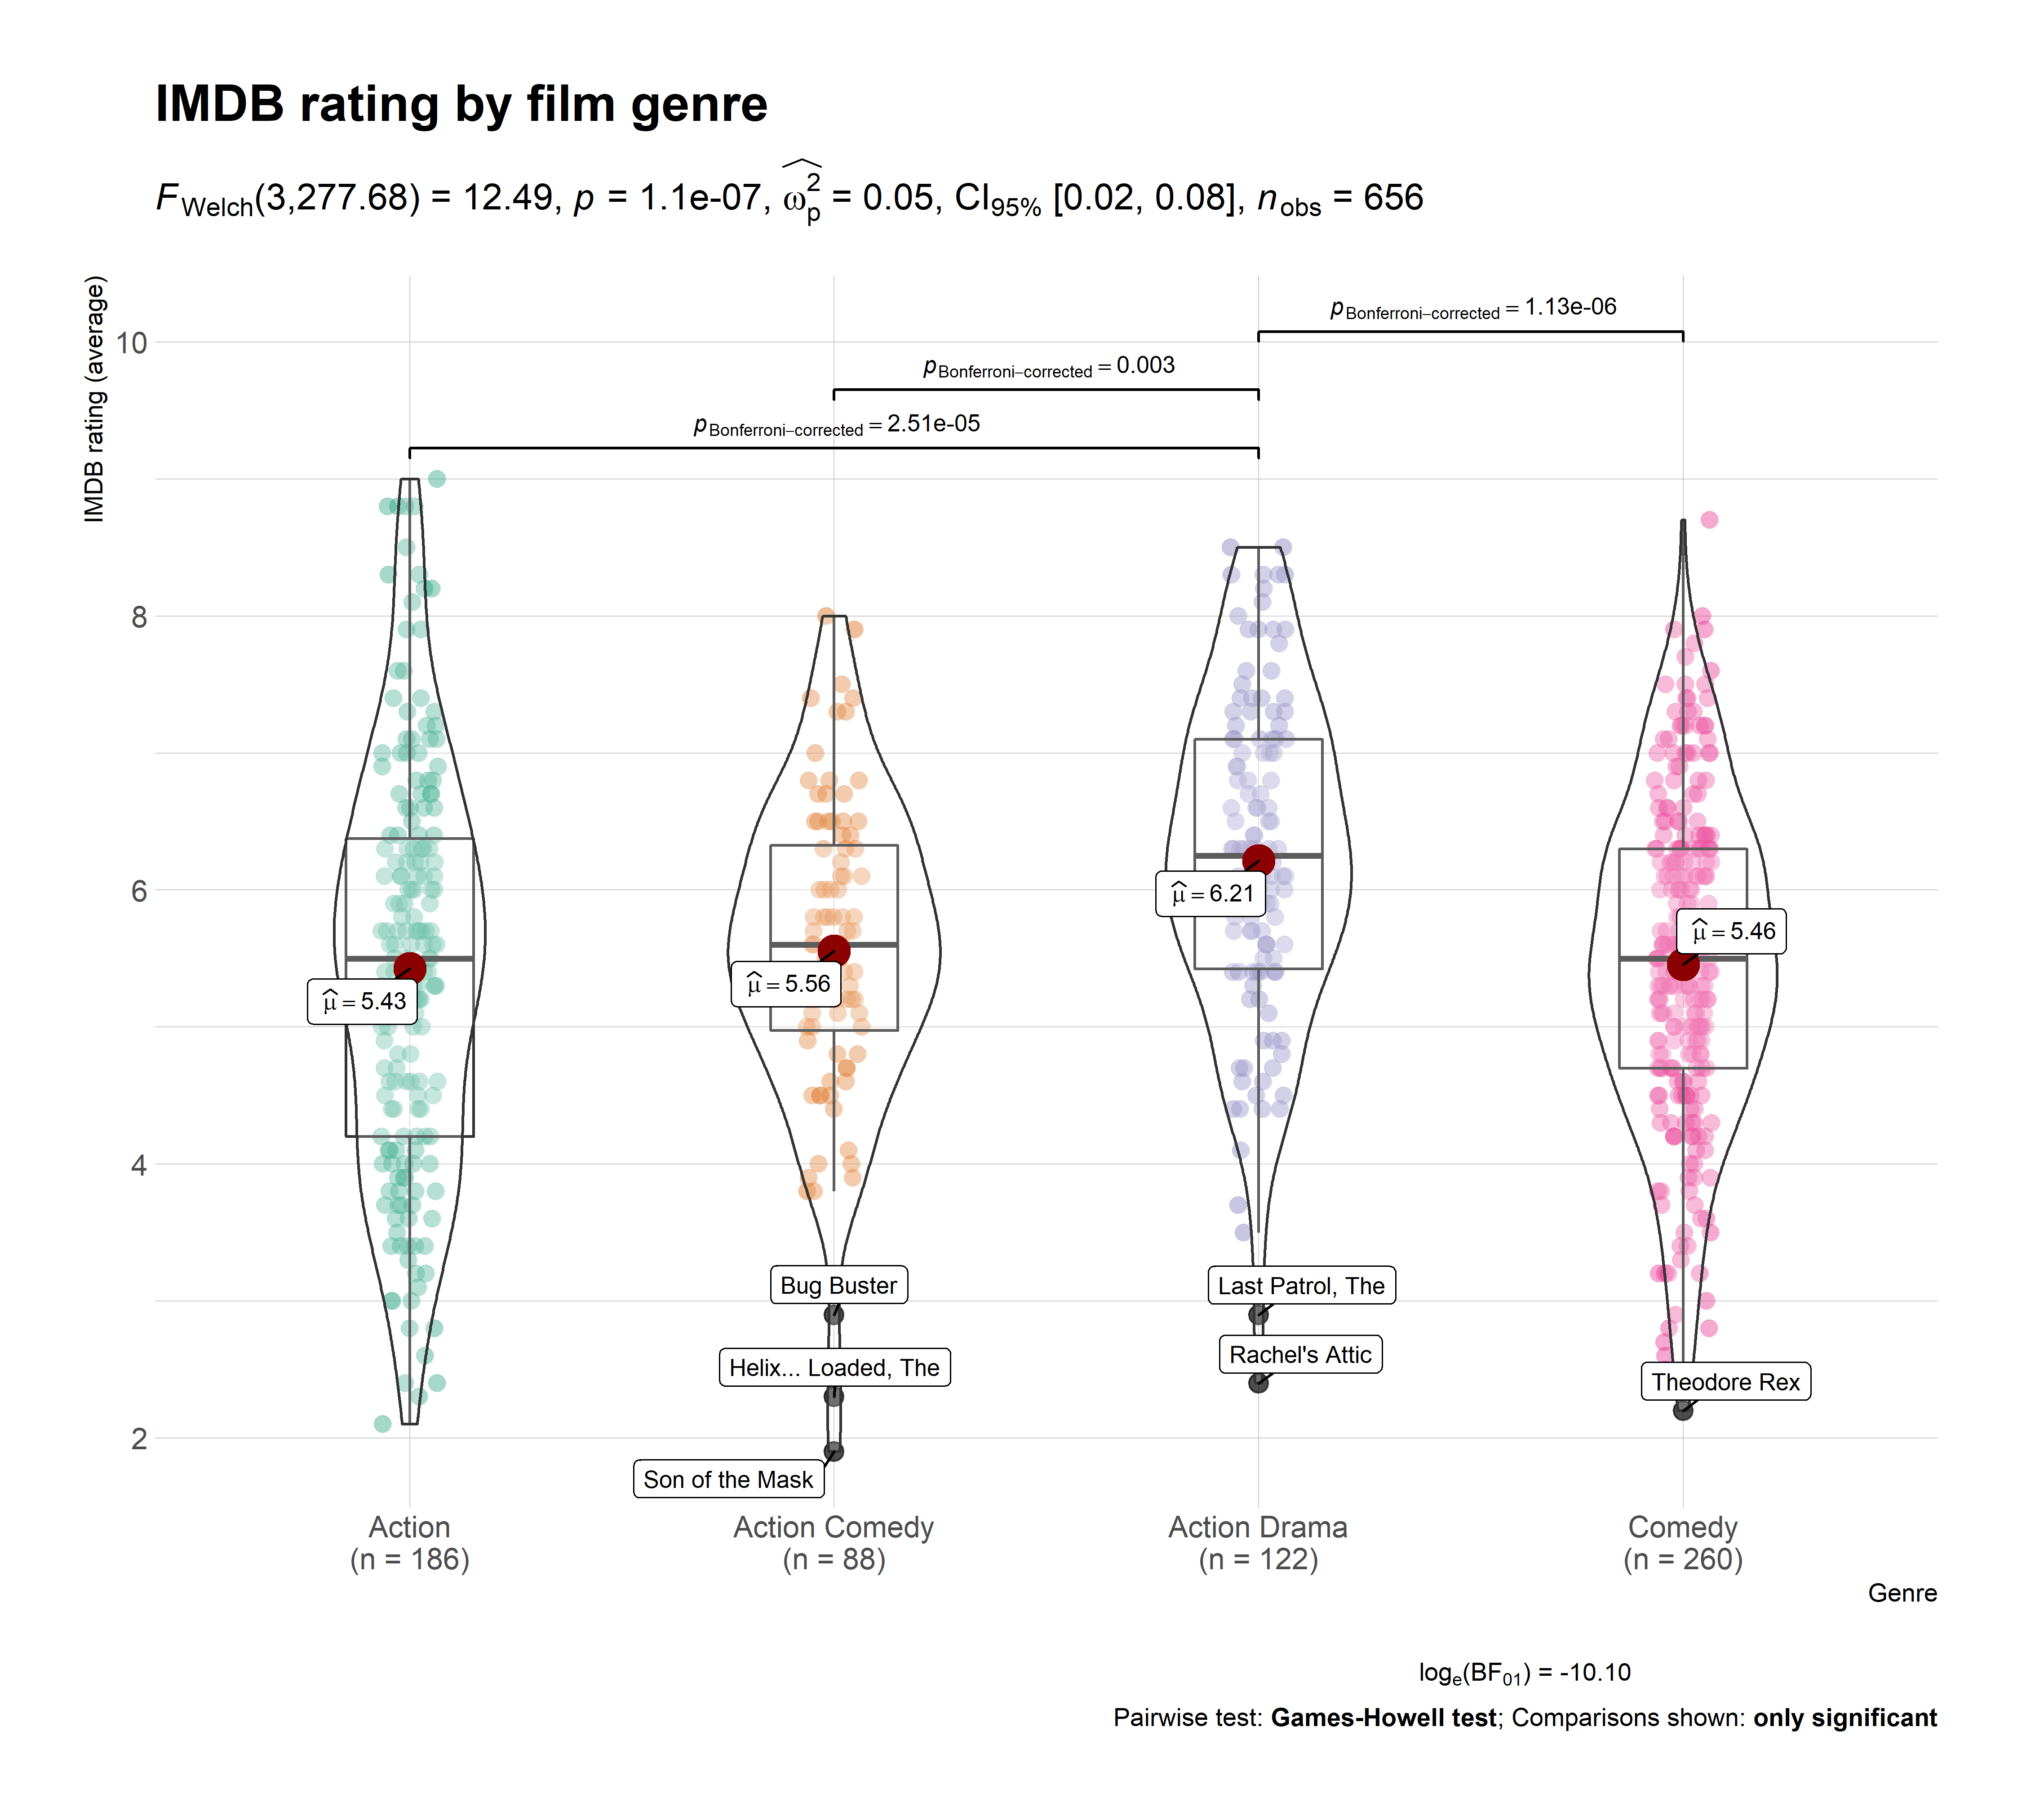 IMDB rating by film genre
F Welch(3,277.68) = 12.49, p = 1.1e-07, ω̂²p = 0.05, CI95% [0.02, 0.08], nobs = 656
IMDB rating (average)
10
8
6
4
2
pBonferroni−corrected = 1.13e-06
pBonferroni−corrected = 0.003
pBonferroni−corrected = 2.51e-05
μ̂ = 5.43
μ̂ = 5.56
μ̂ = 6.21
μ̂ = 5.46
Bug Buster
Helix... Loaded, The
Son of the Mask
Last Patrol, The
Rachel's Attic
Theodore Rex
Action
(n = 186)
Action Comedy
(n = 88)
Action Drama
(n = 122)
Comedy
(n = 260)
Genre
loge(BF01) = -10.10
Pairwise test: Games-Howell test; Comparisons shown: only significant